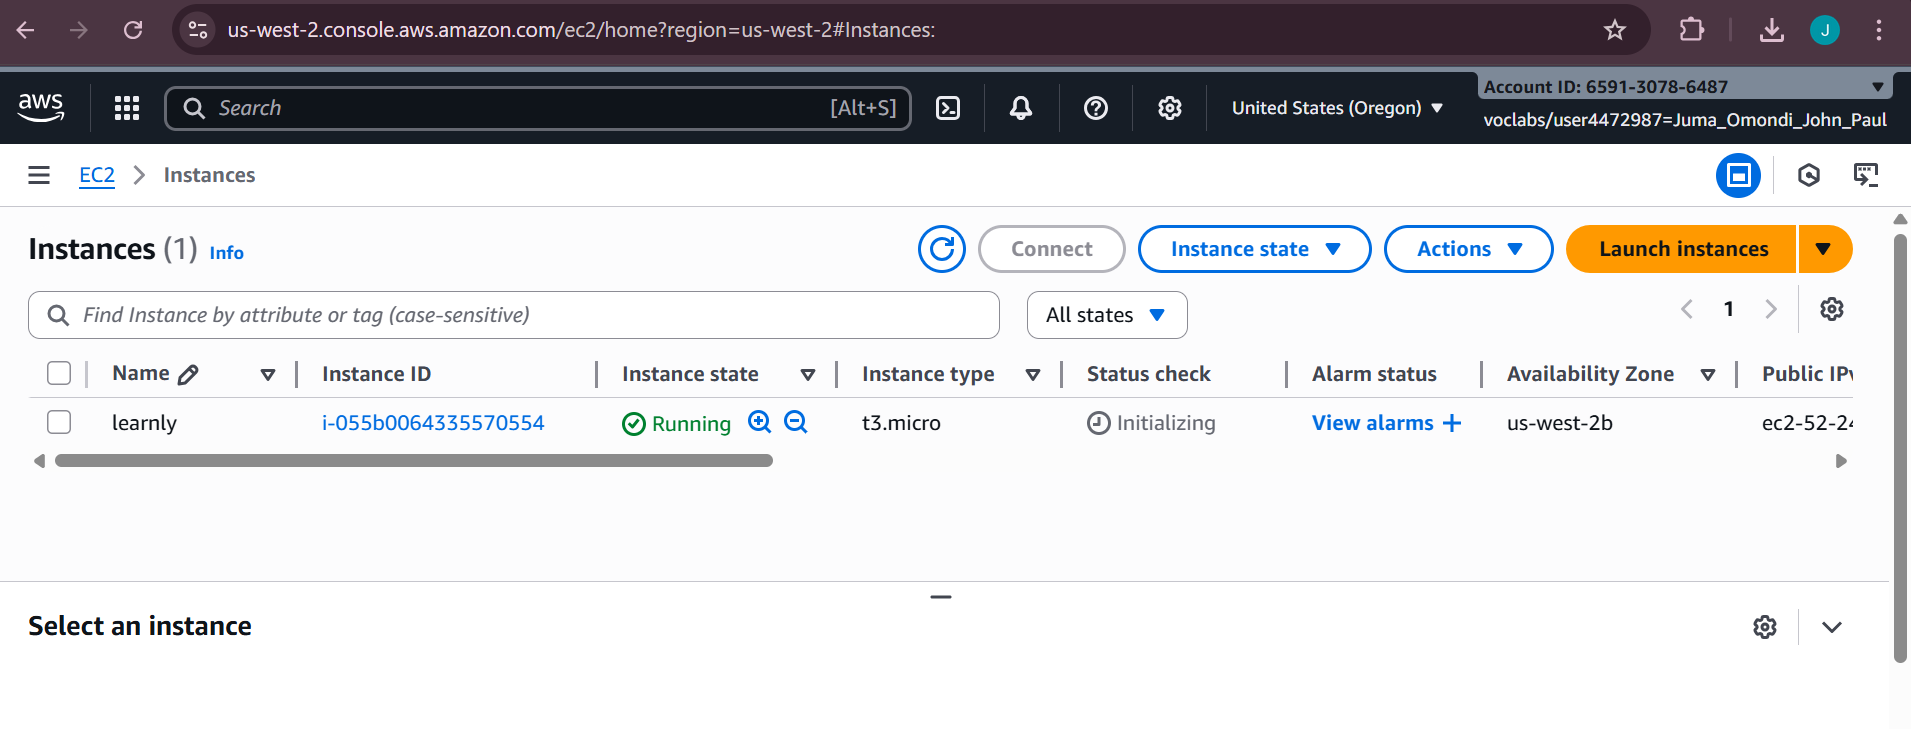 us-west-2.console.aws.amazon.com/ec2/home?region=us-west-2#Instances:
J
aws
Search
[Alt+S]
United States (Oregon)
Account ID: 6591-3078-6487
voclabs/user4472987=Juma_Omondi_John_Paul
EC2
Instances
Instances (1) Info
Connect
Instance state
Actions
Launch instances
Find Instance by attribute or tag (case-sensitive)
All states
1
Name
Instance ID
Instance state
Instance type
Status check
Alarm status
Availability Zone
Public IPv
learnly
i-055b0064335570554
Running
t3.micro
Initializing
View alarms +
us-west-2b
ec2-52-24
Select an instance